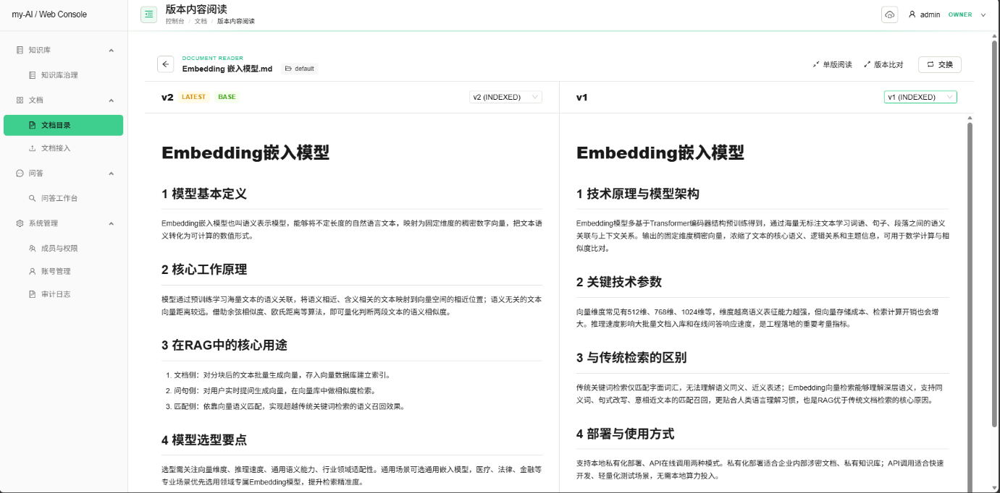 my-AI / Web Console
版本内容阅读
控制台 / 文档 / 版本内容阅读
admin OWNER
知识库
知识库治理
文档
文档目录
文档接入
问答
问答工作台
系统管理
成员与权限
账号管理
审计日志
DOCUMENT READER
Embedding 嵌入模型.md default
单版阅读 版本比对 交换
v2 LATEST BASE v2 (INDEXED)
Embedding嵌入模型
1 模型基本定义
Embedding嵌入模型也叫语义表示模型，能够将不定长度的自然语言文本，映射为固定维度的稠密数字向量，把文本语
义转化为可计算的数值形式。
2 核心工作原理
模型通过预训练学习海量文本的语义关联，将语义相近、含义相关的文本映射到向量空间的相近位置；语义无关的文本
向量距离较远。借助余弦相似度、欧氏距离等算法，即可量化判断两段文本的语义相似度。
3 在RAG中的核心用途
1. 文档侧：对分块后的文本批量生成向量，存入向量数据库建立索引。
2. 问句侧：对用户实时提问生成向量，在向量库中做相似度检索。
3. 匹配侧：依靠向量语义匹配，实现超越传统关键词检索的语义召回效果。
4 模型选型要点
选型需关注向量维度、推理速度、通用语义能力、行业领域适配性。通用场景可选通用嵌入模型，医疗、法律、金融等
专业场景优先选用领域专属Embedding模型，提升检索精准度。
v1 v1 (INDEXED)
Embedding嵌入模型
1 技术原理与模型架构
Embedding模型多基于Transformer编码器结构预训练得到，通过海量无标注文本学习词语、句子、段落之间的语义
关联与上下文关系。输出的固定维度稠密向量，浓缩了文本的核心语义、逻辑关系和主题信息，可用于数学计算与相
似度比对。
2 关键技术参数
向量维度常见有512维、768维、1024维等，维度越高语义表征能力越强，但向量存储成本、检索计算开销也会增
大。推理速度影响大批量文档入库和在线问答响应速度，是工程落地的重要考量指标。
3 与传统检索的区别
传统关键词检索仅匹配字面词汇，无法理解语义同义、近义表述；Embedding向量检索能够理解深层语义，支持同
义词、句式改写、意相近文本的匹配召回，更贴合人类语言理解习惯，也是RAG优于传统文档检索的核心原因。
4 部署与使用方式
支持本地私有化部署、API在线调用两种模式。私有化部署适合企业内部涉密文档、私有知识库；API调用适合快速
开发、轻量化测试场景，无需本地算力投入。